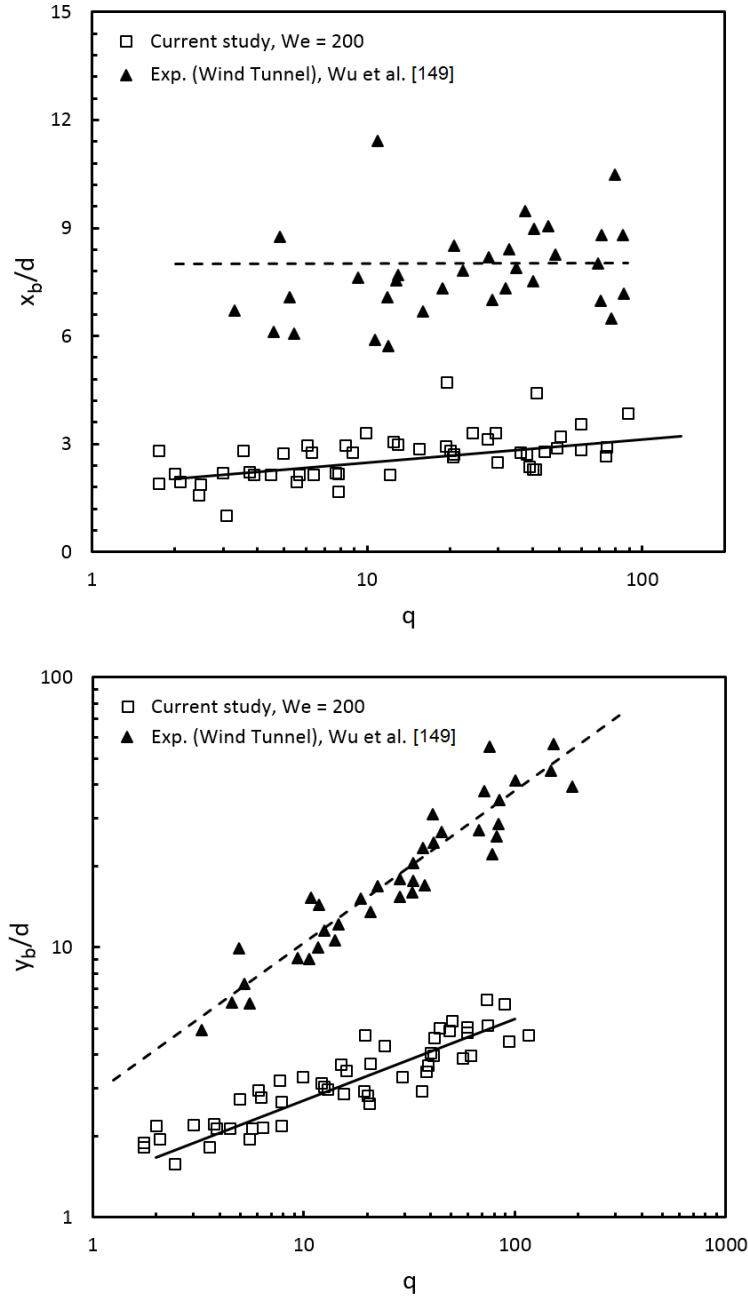 15
12
9
6
3
0
x_b/d
□ Current study, We = 200
▲ Exp. (Wind Tunnel), Wu et al. [149]
1 10 100
q
100
10
1
y_b/d
□ Current study, We = 200
▲ Exp. (Wind Tunnel), Wu et al. [149]
1 10 100 1000
q